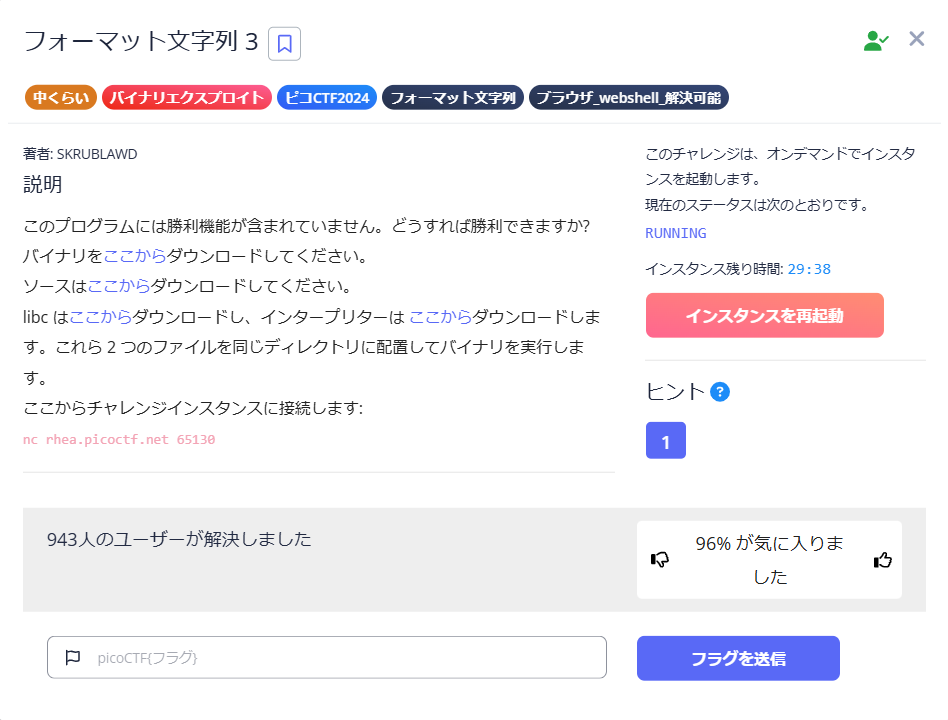 フォーマット文字列 3
中くらい バイナリエクスプロイト ピコCTF2024 フォーマット文字列 ブラウザ_webshell_解決可能
著者: SKRUBLAWD
説明
このプログラムには勝利機能が含まれていません。どうすれば勝利できますか?
バイナリをここからダウンロードしてください。
ソースはここからダウンロードしてください。
libc はここからダウンロードし、インタープリターは ここからダウンロードしま
す。これら 2 つのファイルを同じディレクトリに配置してバイナリを実行しま
す。
ここからチャレンジインスタンスに接続します:
nc rhea.picoctf.net 65130
このチャレンジは、オンデマンドでインスタ
ンスを起動します。
現在のステータスは次のとおりです。
RUNNING
インスタンス残り時間: 29:38
インスタンスを再起動
ヒント ?
1
943人のユーザーが解決しました
96% が気に入りま
した
picoCTF{フラグ}
フラグを送信